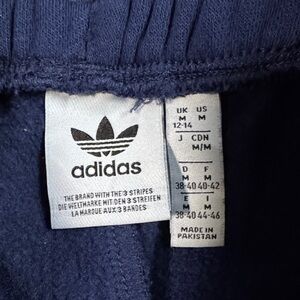 adidas
THE BRAND WITH THE 3 STRIPES
DIE WELTMARKE MIT DEN 3 STREIFEN
LA MARQUE AUX 3 BANDES
UK US
M M
12-14
J CDN
M M/M
D F
M M
38-40 40-42
E I
M M
38-40 44-46
MADE IN
PAKISTAN